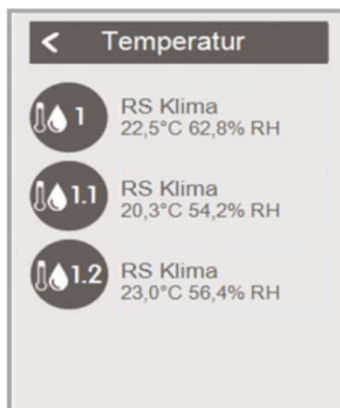 < Temperatur
1
RS Klima
22,5°C 62,8% RH
1.1
RS Klima
20,3°C 54,2% RH
1.2
RS Klima
23,0°C 56,4% RH